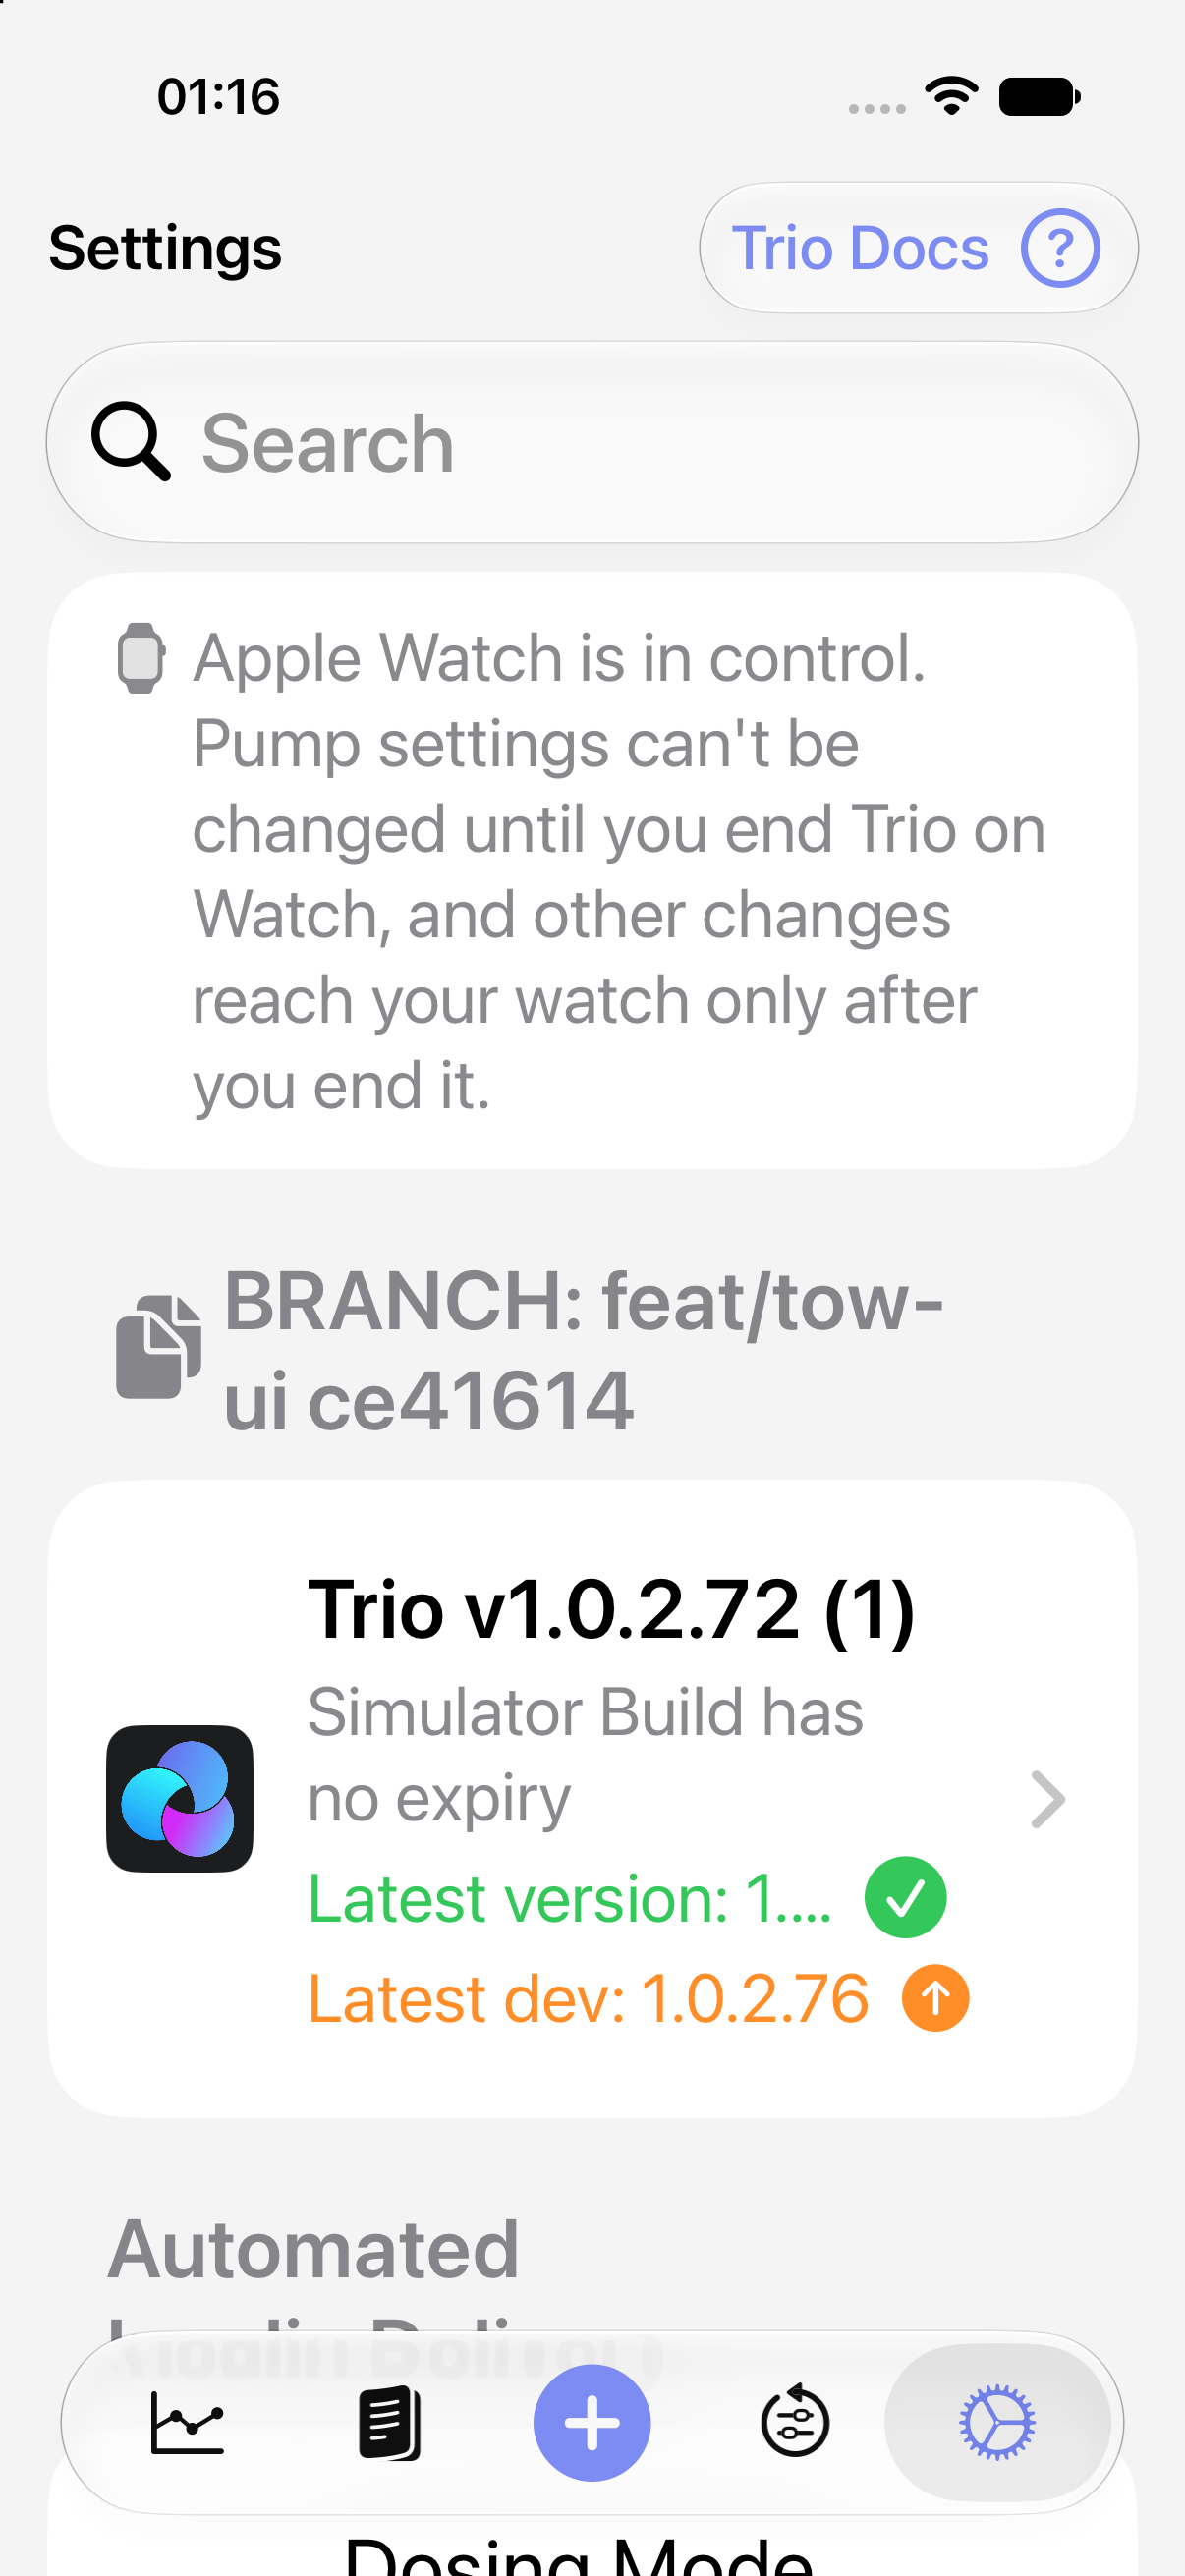 01:16
Settings
Trio Docs
Search
Apple Watch is in control.
Pump settings can't be
changed until you end Trio on
Watch, and other changes
reach your watch only after
you end it.
BRANCH: feat/tow-
ui ce41614
Trio v1.0.2.72 (1)
Simulator Build has
no expiry
Latest version: 1....
Latest dev: 1.0.2.76
Automated
Dosing Mode